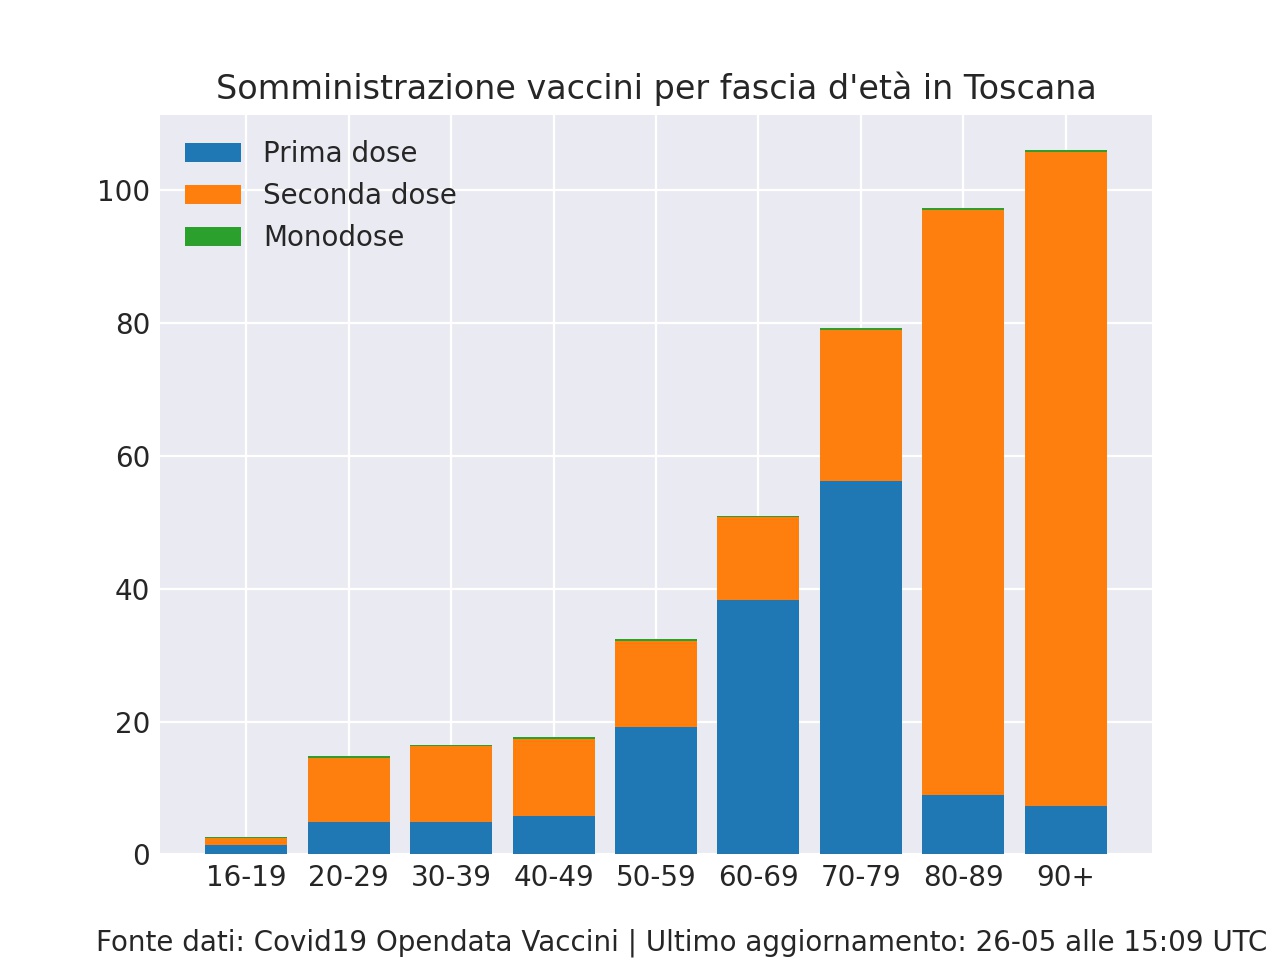 Somministrazione vaccini per fascia d'età in Toscana
Prima dose
Seconda dose
Monodose
100
80
60
40
20
0
16-19 20-29 30-39 40-49 50-59 60-69 70-79 80-89 90+
Fonte dati: Covid19 Opendata Vaccini | Ultimo aggiornamento: 26-05 alle 15:09 UTC